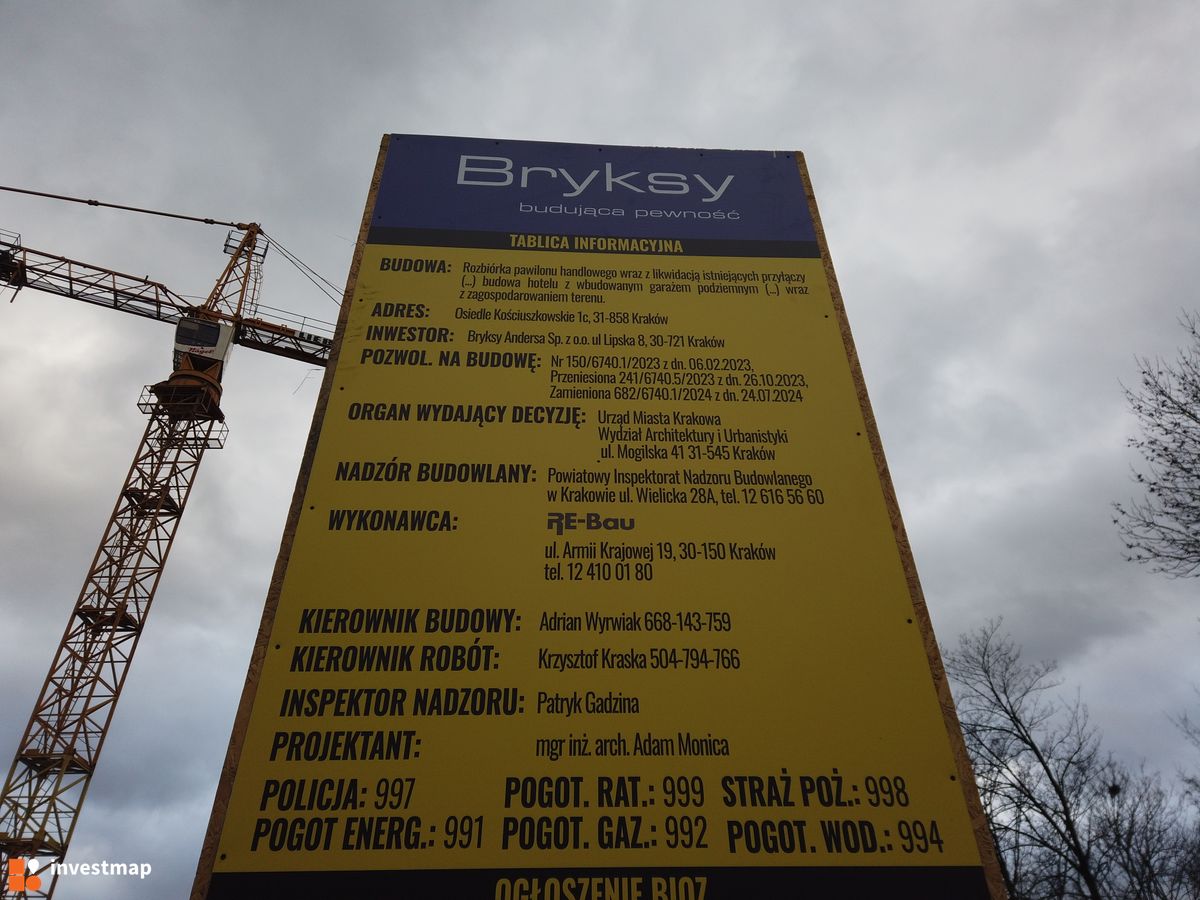 Bryksy
budująca pewność
TABLICA INFORMACYJNA
BUDOWA: Rozbiórka pawilonu handlowego wraz z likwidacją istniejących przyłączy
(...) budowa hotelu z wbudowanym garażem podziemnym (...) wraz
z zagospodarowaniem terenu.
ADRES: Osiedle Kościuszkowskie 1c, 31-858 Kraków
INWESTOR: Bryksy Andersa Sp. z o.o. ul Lipska 8, 30-721 Kraków
POZWOL. NA BUDOWĘ: Nr 150/6740.1/2023 z dn. 06.02.2023,
Przeniesiona 241/6740.5/2023 z dn. 26.10.2023,
Zamieniona 682/6740.1/2024 z dn. 24.07.2024
ORGAN WYDAJĄCY DECYZJĘ: Urząd Miasta Krakowa
Wydział Architektury i Urbanistyki
ul. Mogilska 41 31-545 Kraków
NADZÓR BUDOWLANY: Powiatowy Inspektorat Nadzoru Budowlanego
w Krakowie ul. Wielicka 28A, tel. 12 616 56 60
WYKONAWCA: RE-Bau
ul. Armii Krajowej 19, 30-150 Kraków
tel. 12 410 01 80
KIEROWNIK BUDOWY: Adrian Wyrwiak 668-143-759
KIEROWNIK ROBÓT: Krzysztof Kraska 504-794-766
INSPEKTOR NADZORU: Patryk Gadzina
PROJEKTANT: mgr inż. arch. Adam Monica
POLICJA: 997 POGOT. RAT.: 999 STRAŻ POŻ.: 998
POGOT ENERG.: 991 POGOT. GAZ.: 992 POGOT. WOD.: 994
OGŁOSZENIE BIOZ
investmap